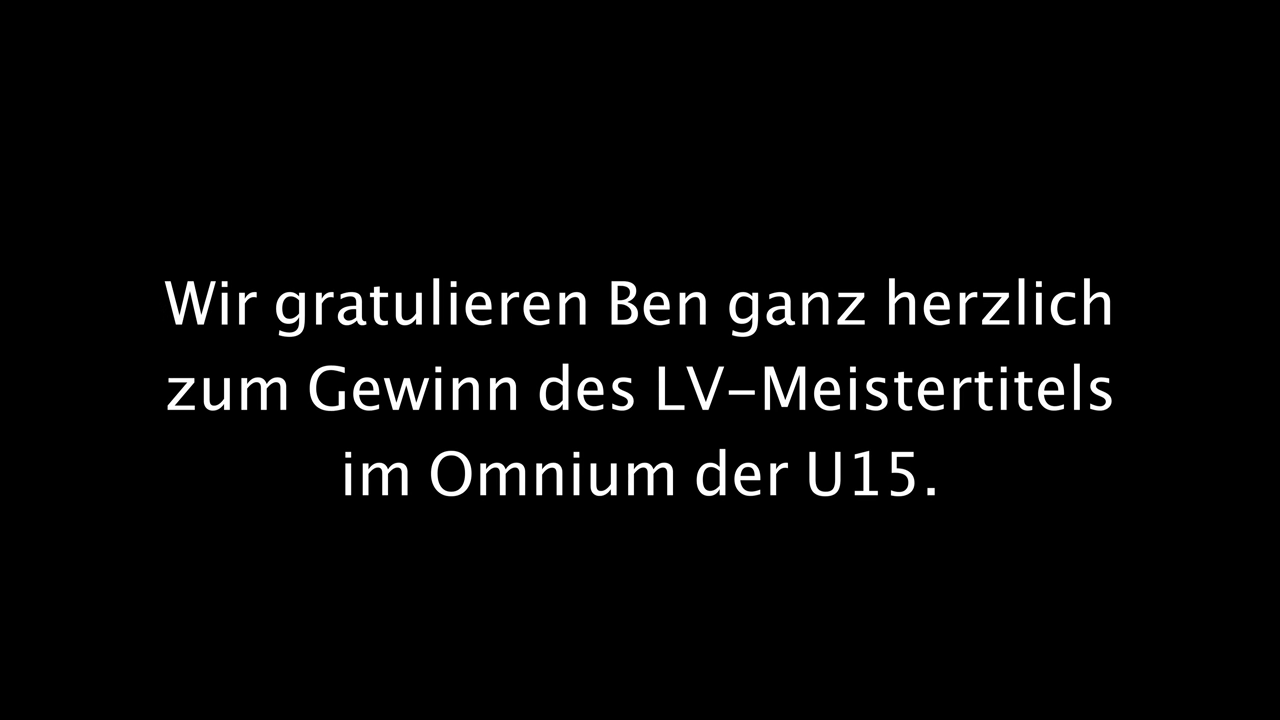 Wir gratulieren Ben ganz herzlich
zum Gewinn des LV-Meistertitels
im Omnium der U15.